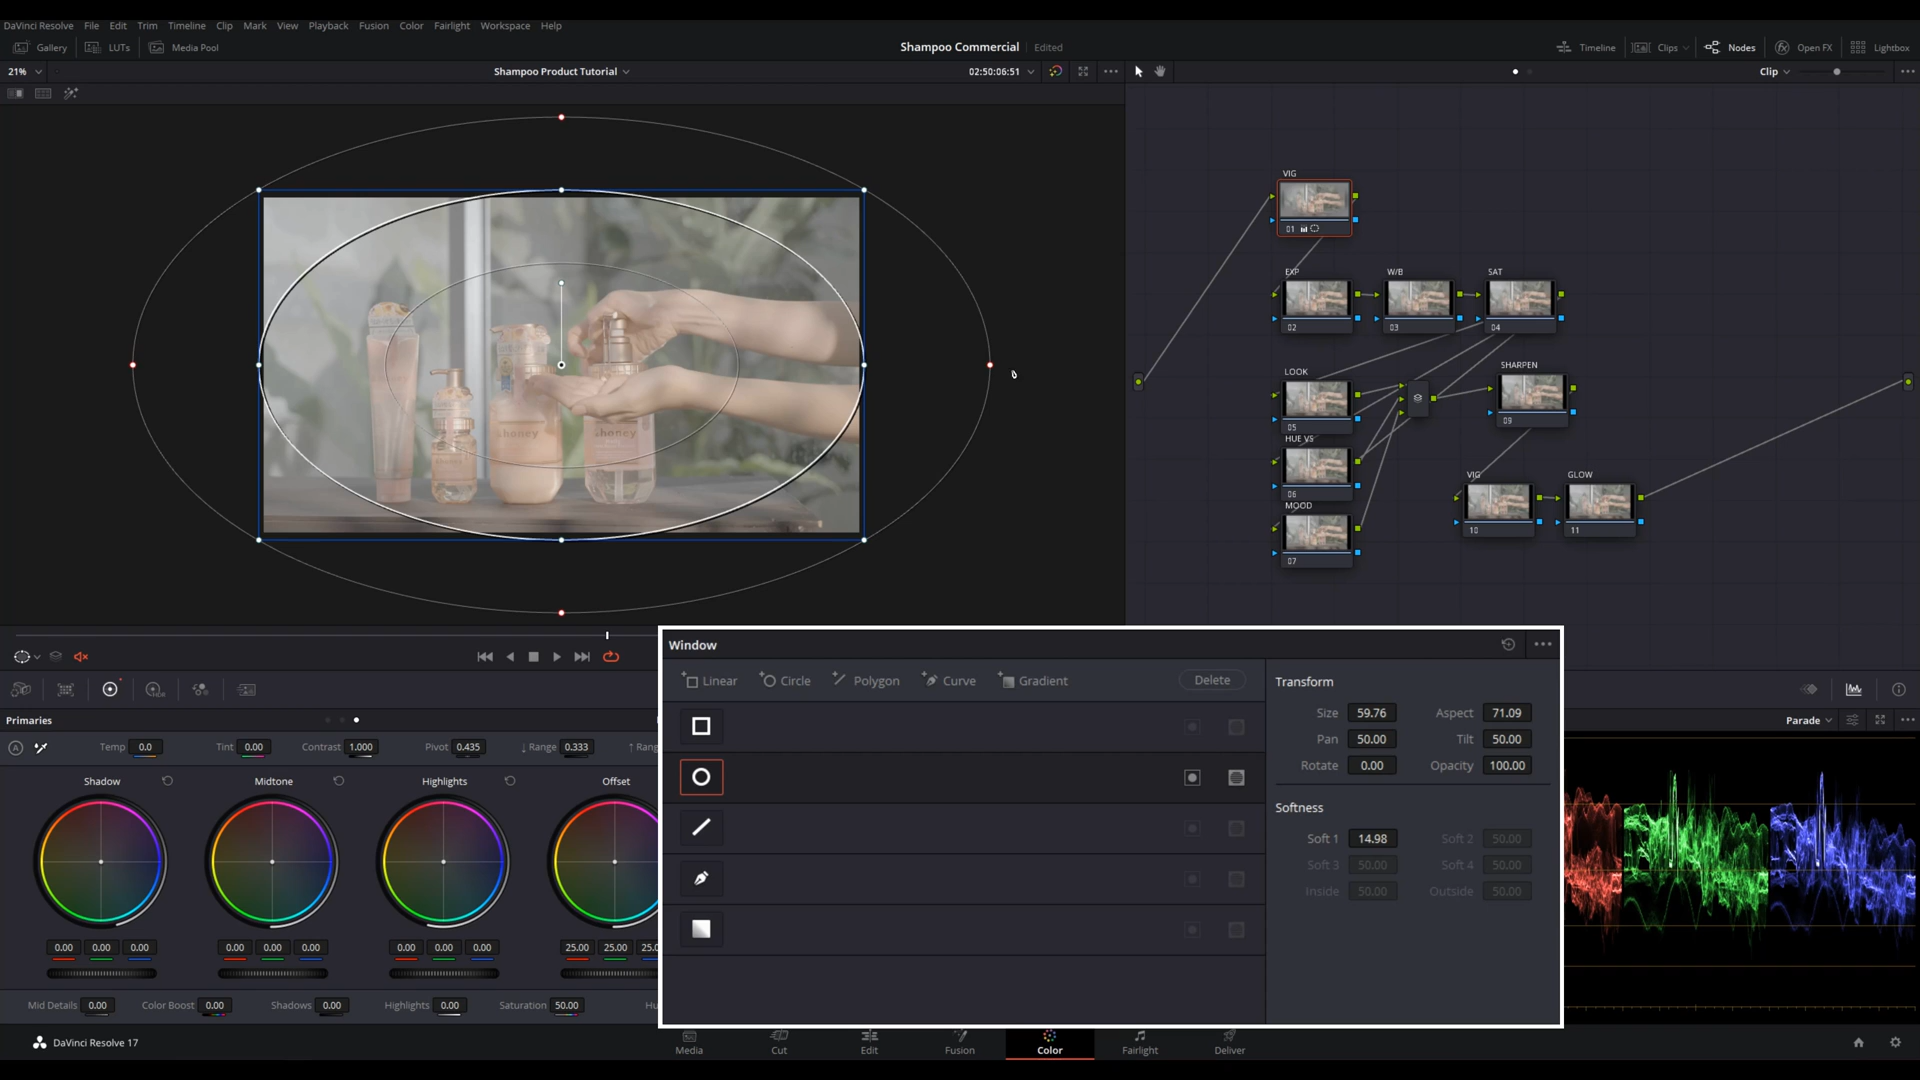 DaVinci Resolve File Edit Trim Timeline Clip Mark View Playback Fusion Color Fairlight Workspace Help
Gallery LUTs Media Pool Shampoo Commercial Edited Timeline Clips Nodes Open FX Lightbox
21% Shampoo Product Tutorial 02:50:06:51 Clip
VIG
01
EXP W/B SAT
02 03 04
LOOK SHARPEN
05 09
HUE VS
06
VIG GLOW
10 11
MOOD
07
honey honey
Window
Linear Circle Polygon Curve Gradient Delete
Transform
Size 59.76 Aspect 71.09
Pan 50.00 Tilt 50.00
Rotate 0.00 Opacity 100.00
Softness
Soft 1 14.98 Soft 2 50.00
Soft 3 50.00 Soft 4 50.00
Inside 50.00 Outside 50.00
Primaries
A Temp 0.0 Tint 0.00 Contrast 1.000 Pivot 0.435 ↓ Range 0.333 ↑ Rang
Shadow Midtone Highlights Offset
0.00 0.00 0.00 0.00 0.00 0.00 0.00 0.00 0.00 25.00 25.00 25.0
Mid Details 0.00 Color Boost 0.00 Shadows 0.00 Highlights 0.00 Saturation 50.00 Hu
Parade
DaVinci Resolve 17
Media Cut Edit Fusion Color Fairlight Deliver